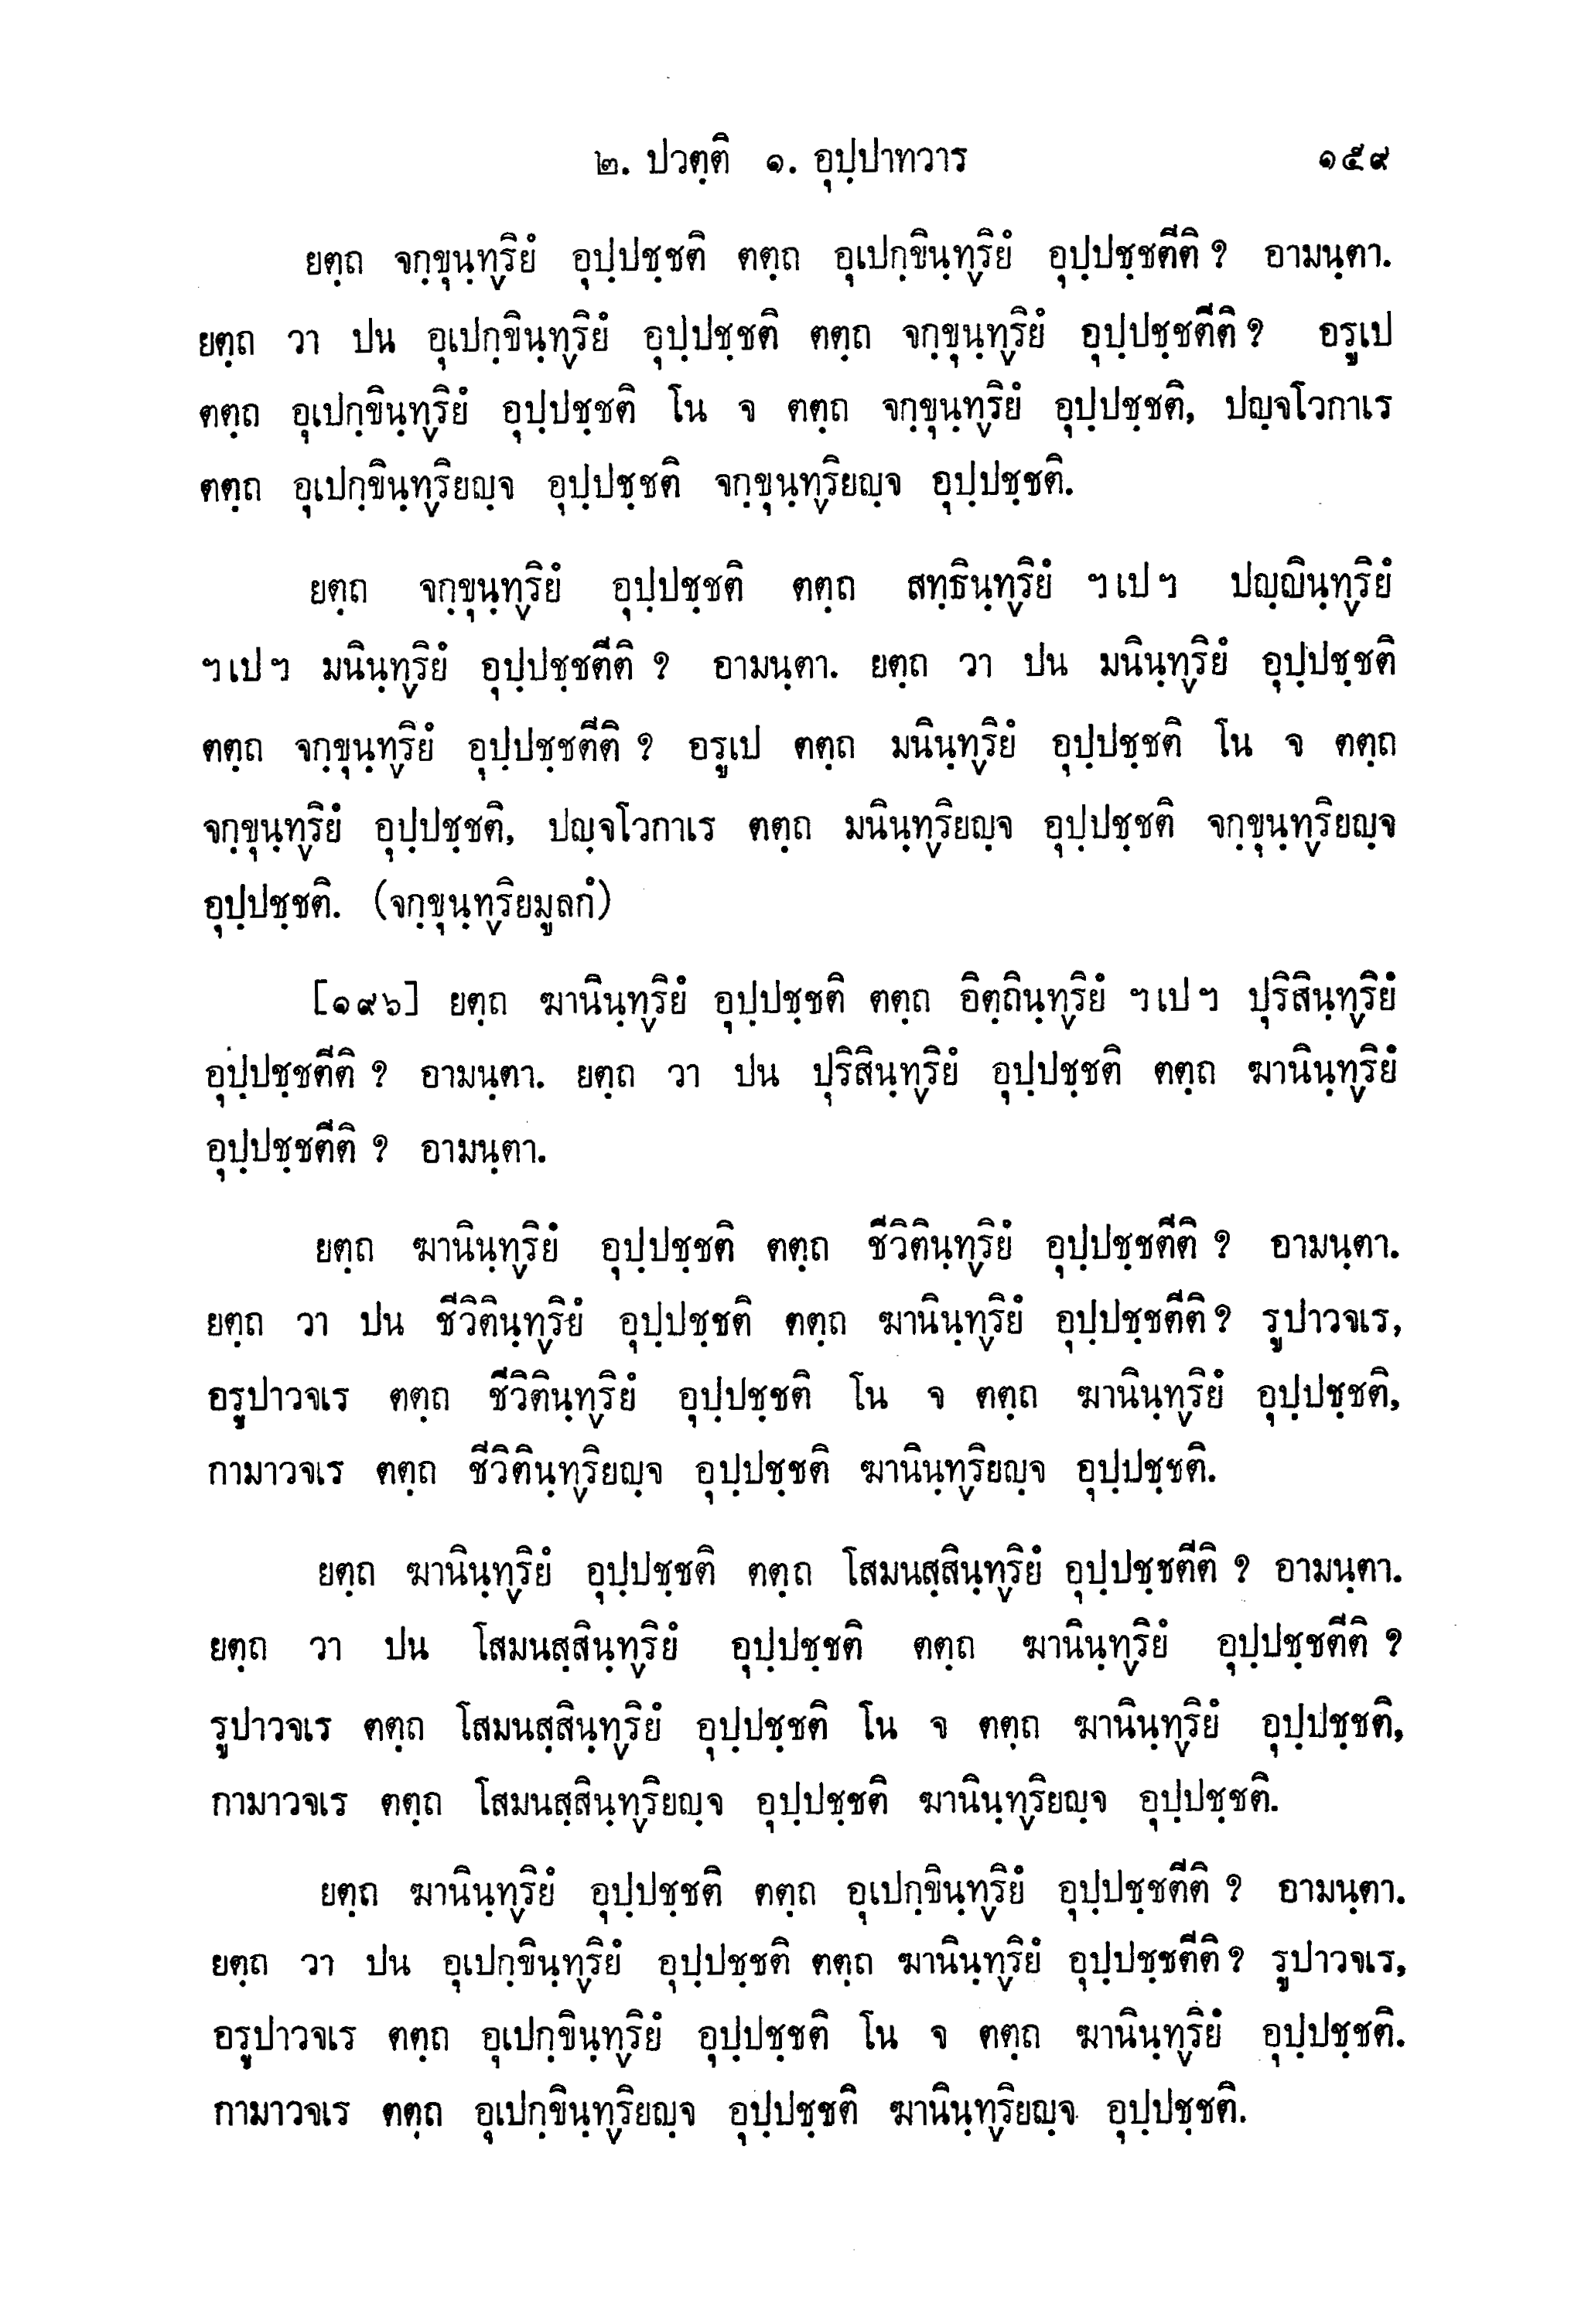 ๒. ปวตฺติ ๑. อุปฺปาทวาร ๑๕๙
ยตฺถ จกฺขุนฺทฺริยํ อุปฺปชฺชติ ตตฺถ อุเปกฺขินฺทฺริยํ อุปฺปชฺชตีติ ? อามนฺตา.
ยตฺถ วา ปน อุเปกฺขินฺทฺริยํ อุปฺปชฺชติ ตตฺถ จกฺขุนฺทฺริยํ อุปฺปชฺชตีติ ? อรูเป
ตตฺถ อุเปกฺขินฺทฺริยํ อุปฺปชฺชติ โน จ ตตฺถ จกฺขุนฺทฺริยํ อุปฺปชฺชติ, ปญฺจโวกาเร
ตตฺถ อุเปกฺขินฺทฺริยญฺจ อุปฺปชฺชติ จกฺขุนฺทฺริยญฺจ อุปฺปชฺชติ.
ยตฺถ จกฺขุนฺทฺริยํ อุปฺปชฺชติ ตตฺถ สทฺธินฺทฺริยํ ฯเปฯ ปญฺญินฺทฺริยํ
ฯเปฯ มนินฺทฺริยํ อุปฺปชฺชตีติ ? อามนฺตา. ยตฺถ วา ปน มนินฺทฺริยํ อุปฺปชฺชติ
ตตฺถ จกฺขุนฺทฺริยํ อุปฺปชฺชตีติ ? อรูเป ตตฺถ มนินฺทฺริยํ อุปฺปชฺชติ โน จ ตตฺถ
จกฺขุนฺทฺริยํ อุปฺปชฺชติ, ปญฺจโวกาเร ตตฺถ มนินฺทฺริยญฺจ อุปฺปชฺชติ จกฺขุนฺทฺริยญฺจ
อุปฺปชฺชติ. (จกฺขุนฺทฺริยมูลกํ)
[๑๙๖] ยตฺถ ฆานินฺทฺริยํ อุปฺปชฺชติ ตตฺถ อิตฺถินฺทฺริยํ ฯเปฯ ปุริสินฺทฺริยํ
อุปฺปชฺชตีติ ? อามนฺตา. ยตฺถ วา ปน ปุริสินฺทฺริยํ อุปฺปชฺชติ ตตฺถ ฆานินฺทฺริยํ
อุปฺปชฺชตีติ ? อามนฺตา.
ยตฺถ ฆานินฺทฺริยํ อุปฺปชฺชติ ตตฺถ ชีวิตินฺทฺริยํ อุปฺปชฺชตีติ ? อามนฺตา.
ยตฺถ วา ปน ชีวิตินฺทฺริยํ อุปฺปชฺชติ ตตฺถ ฆานินฺทฺริยํ อุปฺปชฺชตีติ ? รูปาวจเร,
อรูปาวจเร ตตฺถ ชีวิตินฺทฺริยํ อุปฺปชฺชติ โน จ ตตฺถ ฆานินฺทฺริยํ อุปฺปชฺชติ,
กามาวจเร ตตฺถ ชีวิตินฺทฺริยญฺจ อุปฺปชฺชติ ฆานินฺทฺริยญฺจ อุปฺปชฺชติ.
ยตฺถ ฆานินฺทฺริยํ อุปฺปชฺชติ ตตฺถ โสมนสฺสินฺทฺริยํ อุปฺปชฺชตีติ ? อามนฺตา.
ยตฺถ วา ปน โสมนสฺสินฺทฺริยํ อุปฺปชฺชติ ตตฺถ ฆานินฺทฺริยํ อุปฺปชฺชตีติ ?
รูปาวจเร ตตฺถ โสมนสฺสินฺทฺริยํ อุปฺปชฺชติ โน จ ตตฺถ ฆานินฺทฺริยํ อุปฺปชฺชติ,
กามาวจเร ตตฺถ โสมนสฺสินฺทฺริยญฺจ อุปฺปชฺชติ ฆานินฺทฺริยญฺจ อุปฺปชฺชติ.
ยตฺถ ฆานินฺทฺริยํ อุปฺปชฺชติ ตตฺถ อุเปกฺขินฺทฺริยํ อุปฺปชฺชตีติ ? อามนฺตา.
ยตฺถ วา ปน อุเปกฺขินฺทฺริยํ อุปฺปชฺชติ ตตฺถ ฆานินฺทฺริยํ อุปฺปชฺชตีติ ? รูปาวจเร,
อรูปาวจเร ตตฺถ อุเปกฺขินฺทฺริยํ อุปฺปชฺชติ โน จ ตตฺถ ฆานินฺทฺริยํ อุปฺปชฺชติ.
กามาวจเร ตตฺถ อุเปกฺขินฺทฺริยญฺจ อุปฺปชฺชติ ฆานินฺทฺริยญฺจ อุปฺปชฺชติ.